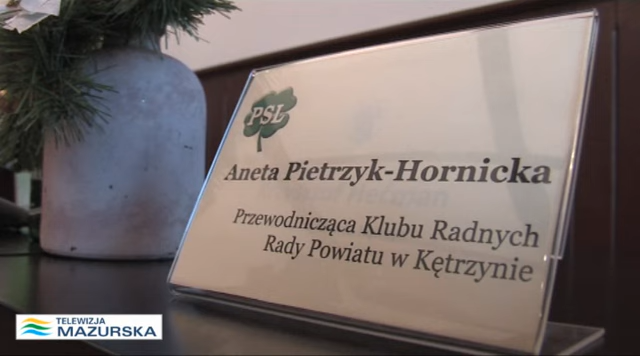 PSL
Aneta Pietrzyk-Hornicka
Przewodnicząca Klubu Radnych
Rady Powiatu w Kętrzynie
TELEWIZJA
MAZURSKA